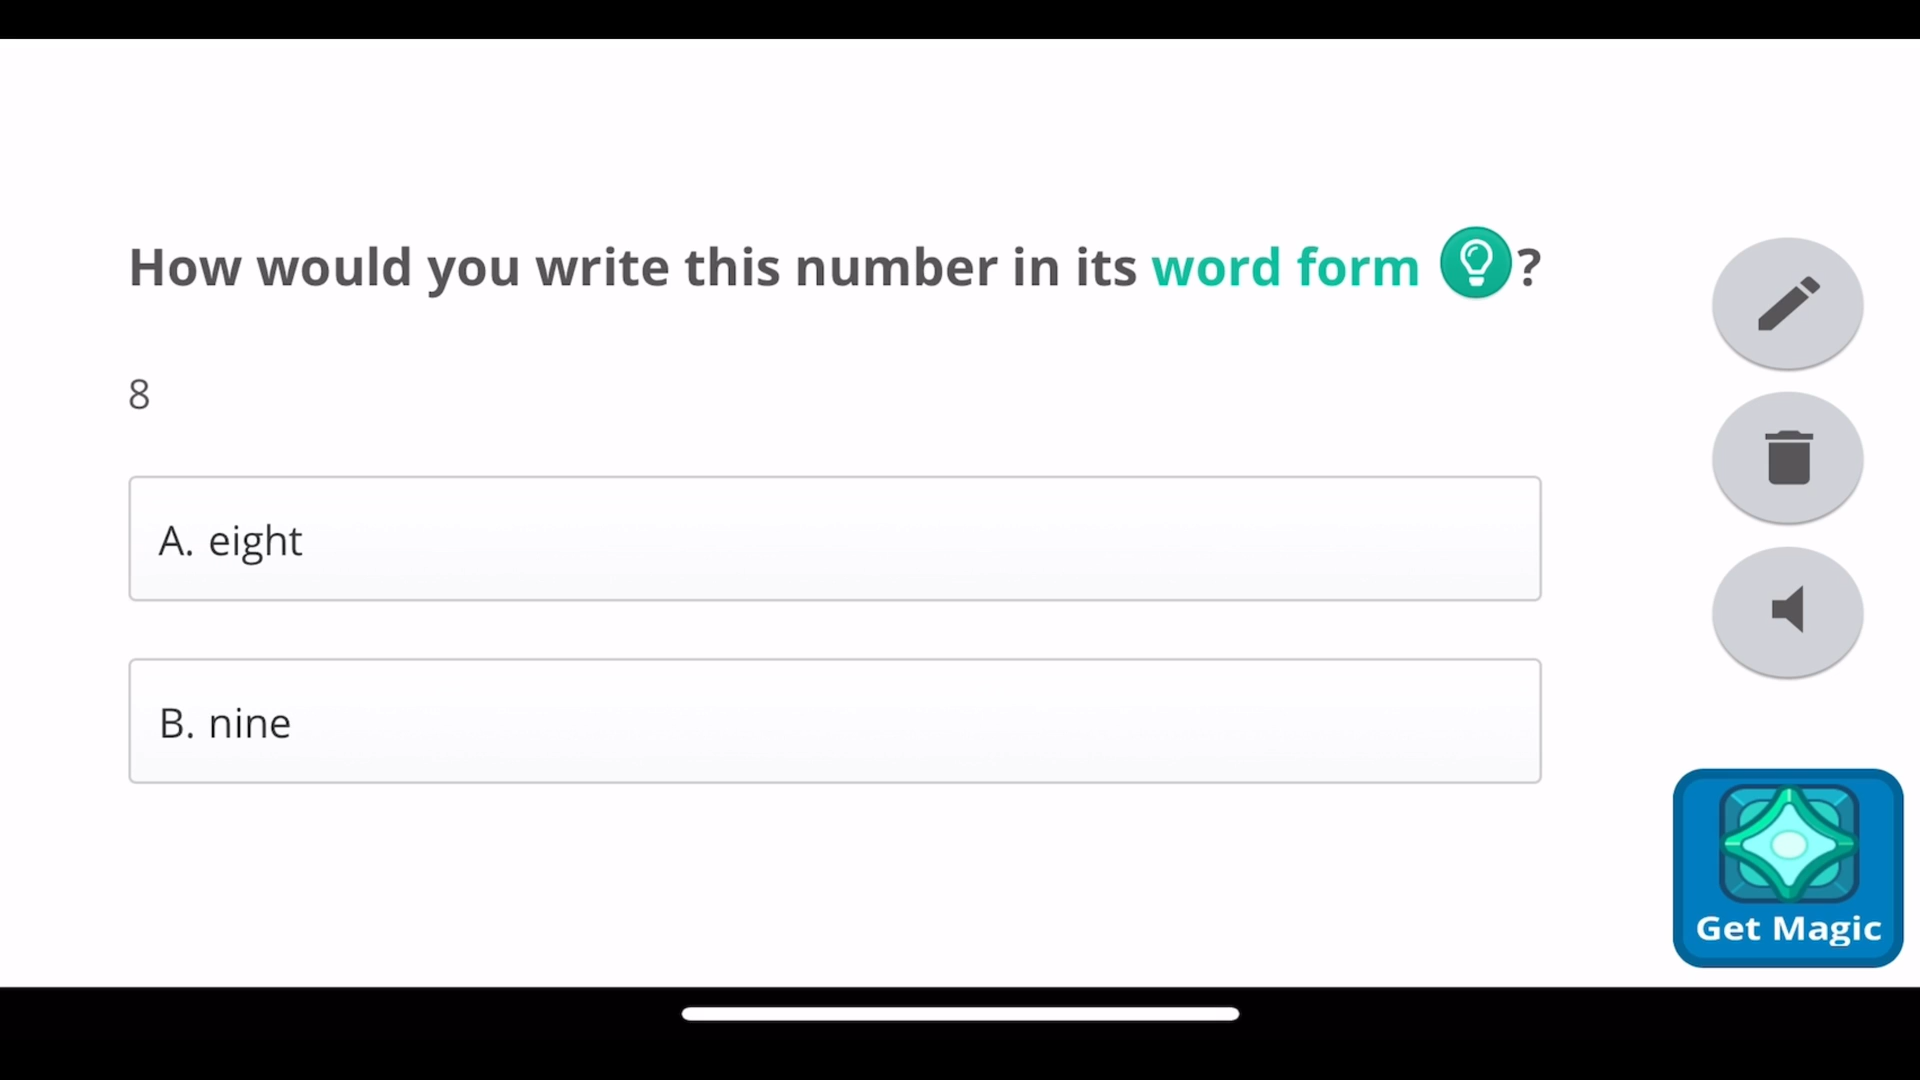 How would you write this number in its word form ?
8
A. eight
B. nine
Get Magic